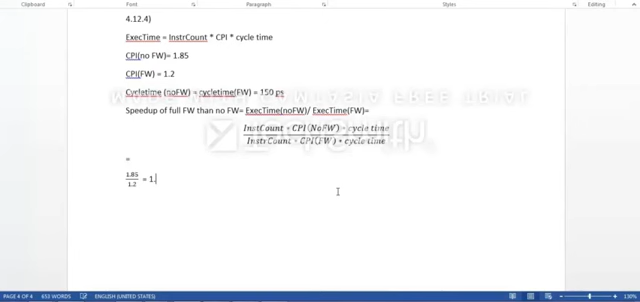 Clipboard Font Paragraph Styles Editing
4.12.4)
ExecTime = InstrCount * CPI * cycle time
CPI(no FW)= 1.85
CPI(FW) = 1.2
Cycletime (noFW) = cycletime(FW) = 150 ps
Speedup of full FW than no FW= ExecTime(noFW)/ ExecTime(FW)=
InstCount * CPI(NoFW) * cycle time
InstrCount * CPI(FW) * cycle time
=
1.85
1.2 = 1.
PAGE 4 OF 4 653 WORDS ENGLISH (UNITED STATES) 130%